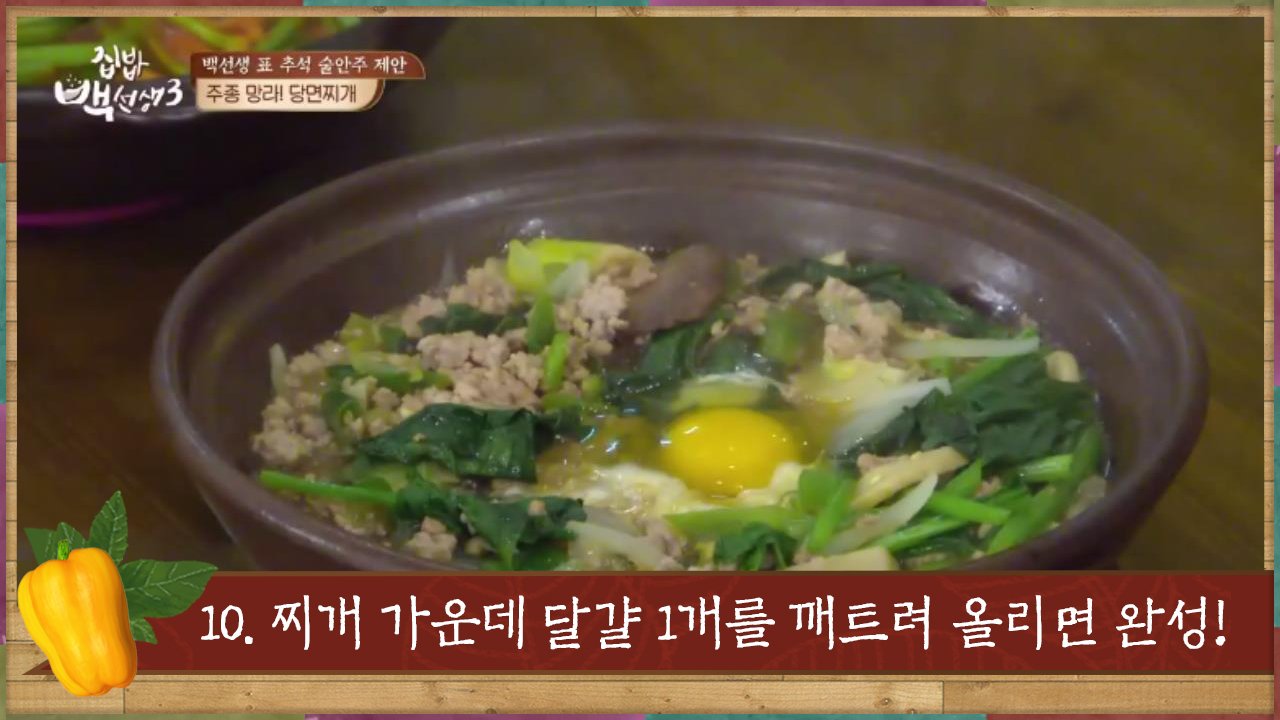 집밥
백선생3
백선생 표 추석 술안주 제안
주종 망라! 당면찌개
10. 찌개 가운데 달걀 1개를 깨트려 올리면 완성!